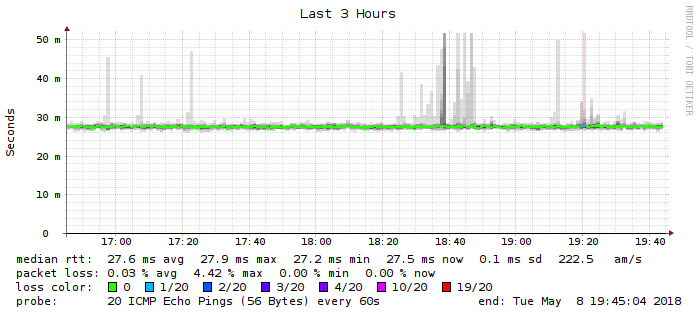 Last 3 Hours
RRDTOOL / TOBI OETIKER
Seconds
50 m
40 m
30 m
20 m
10 m
0
17:00 17:20 17:40 18:00 18:20 18:40 19:00 19:20 19:40
median rtt: 27.6 ms avg 27.9 ms max 27.2 ms min 27.5 ms now 0.1 ms sd 222.5 am/s
packet loss: 0.03 % avg 4.42 % max 0.00 % min 0.00 % now
loss color: 0 1/20 2/20 3/20 4/20 10/20 19/20
probe: 20 ICMP Echo Pings (56 Bytes) every 60s end: Tue May 8 19:45:04 2018